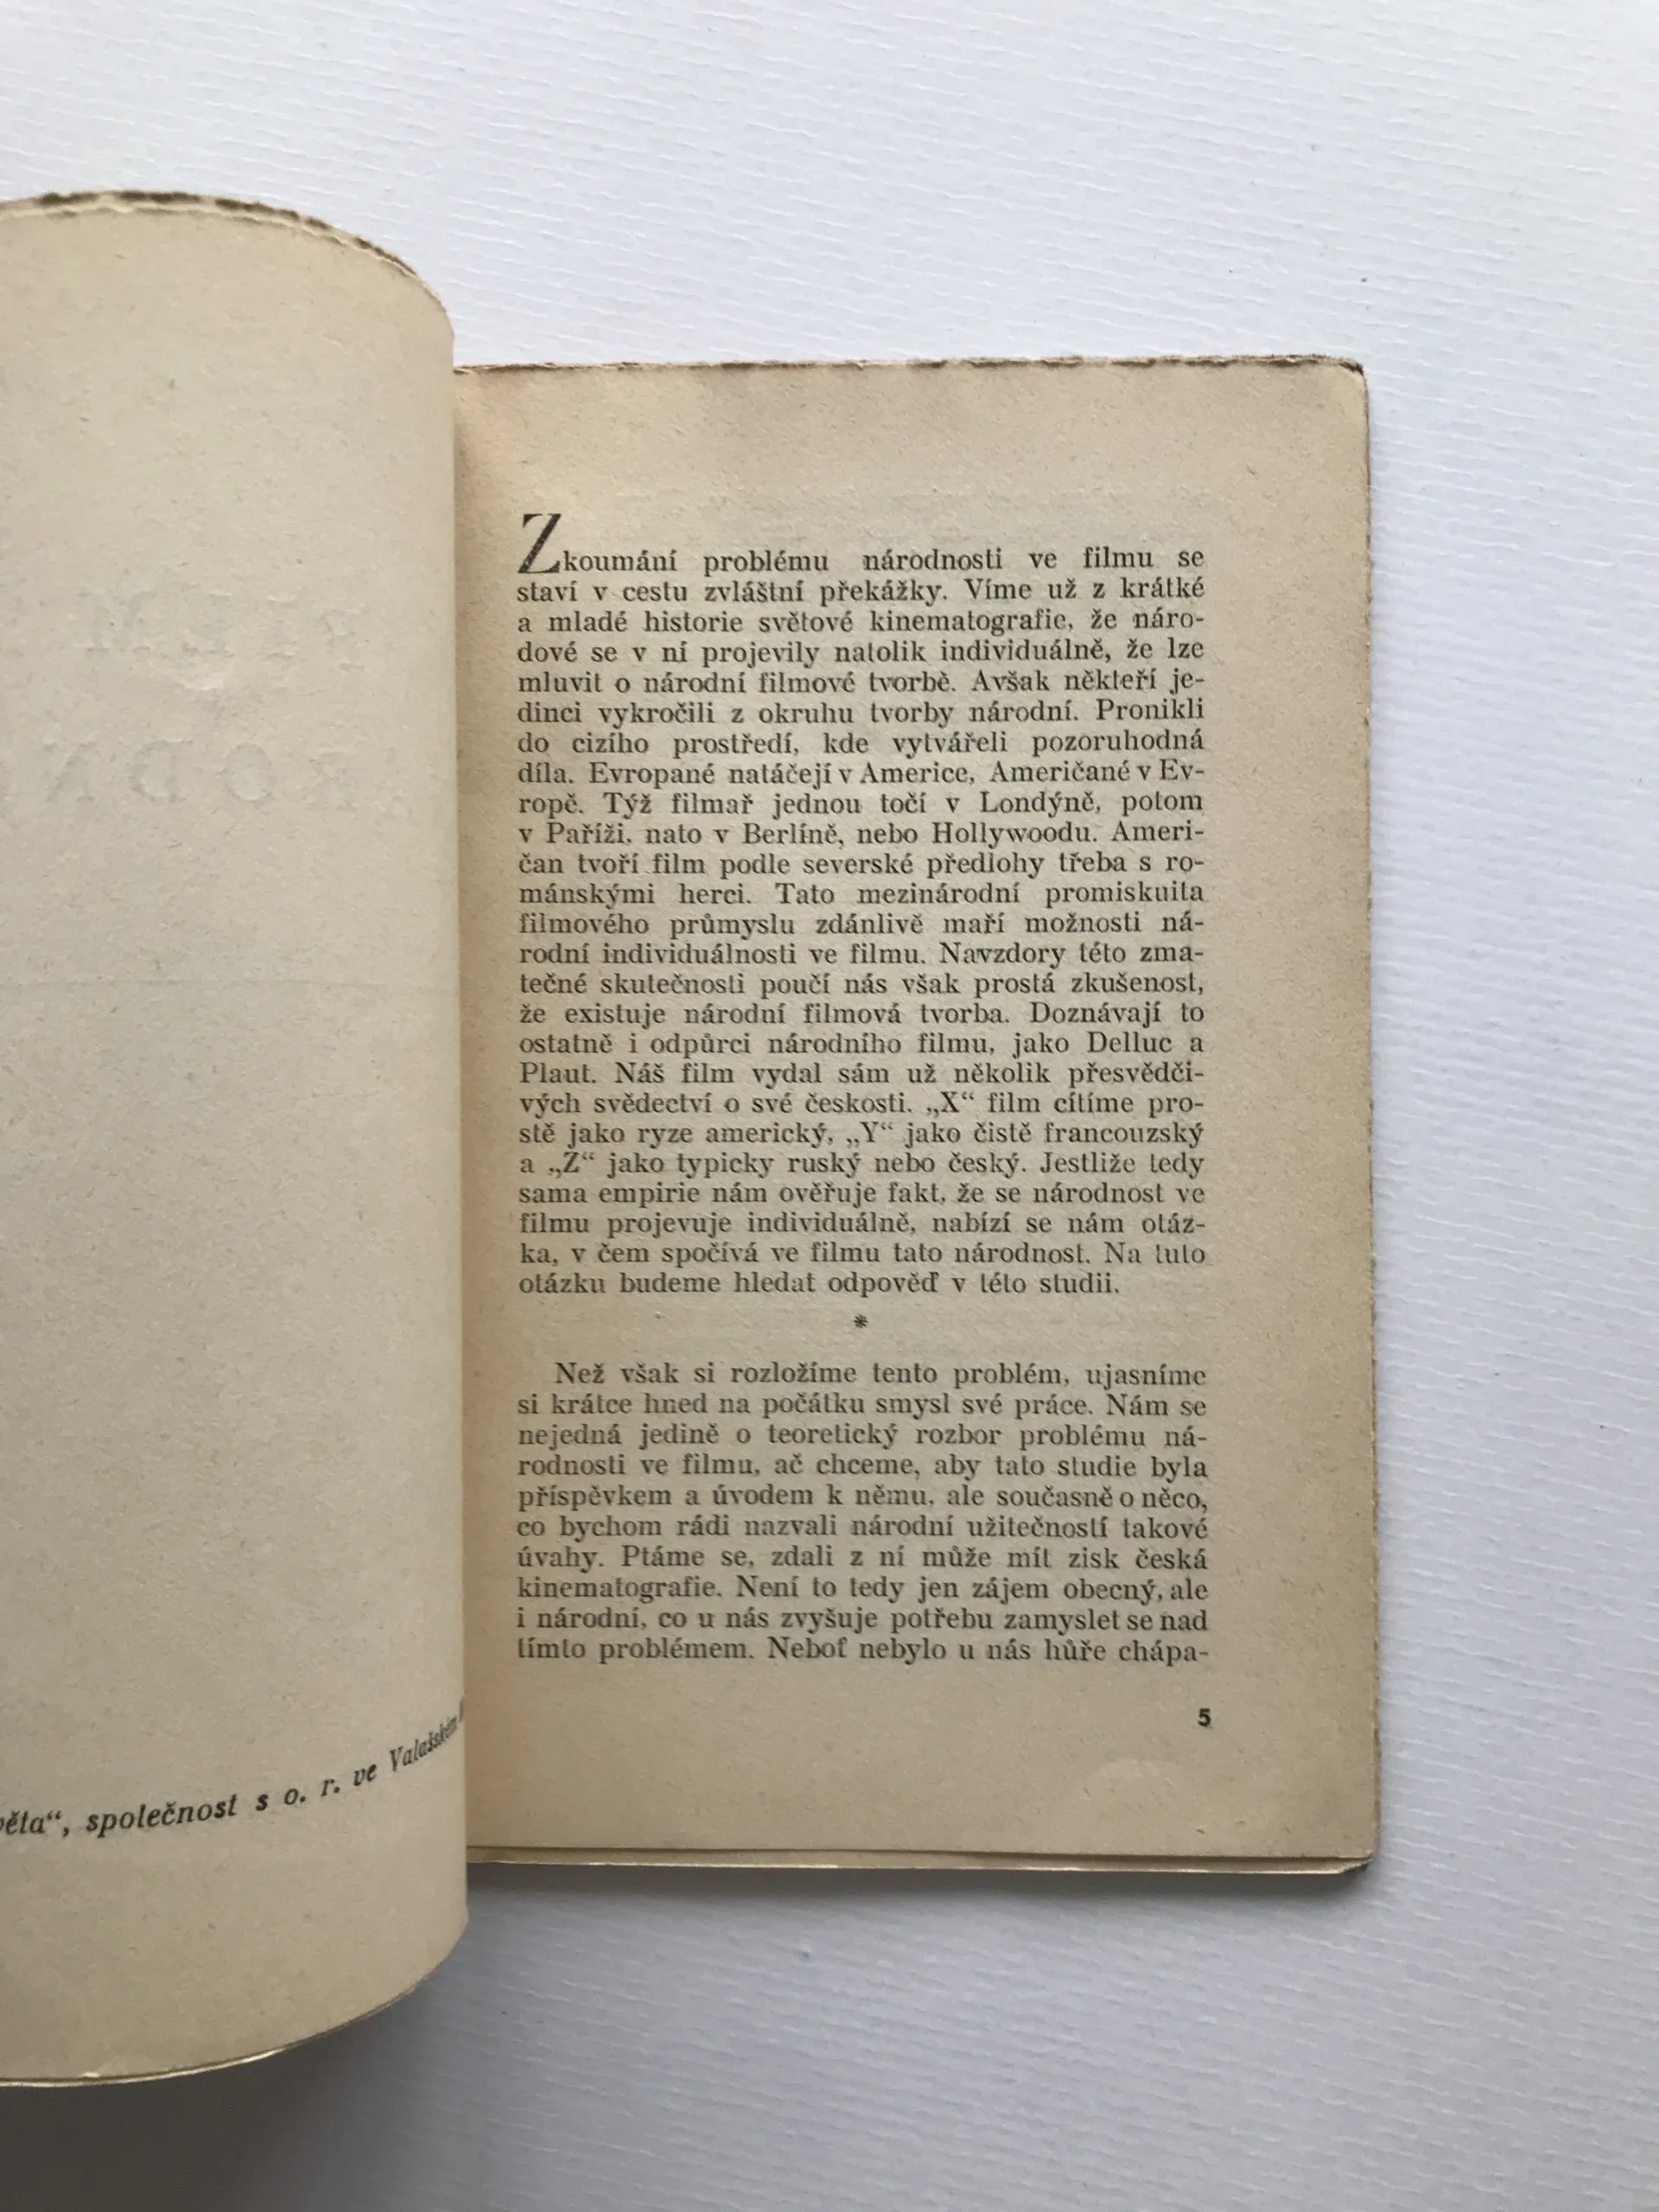 věta“, společnost s o. r. ve Valašském
Zkoumání problému národnosti ve filmu se
staví v cestu zvláštní překážky. Víme už z krátké
a mladé historie světové kinematografie, že náro-
dové se v ní projevily natolik individuálně, že lze
mluvit o národní filmové tvorbě. Avšak někteří je-
dinci vykročili z okruhu tvorby národní. Pronikli
do cizího prostředí, kde vytvářeli pozoruhodná
díla. Evropané natáčejí v Americe, Američané v Ev-
ropě. Týž filmař jednou točí v Londýně, potom
v Paříži, nato v Berlíně, nebo Hollywoodu. Ameri-
čan tvoří film podle severské předlohy třeba s ro-
mánskými herci. Tato mezinárodní promiskuita
filmového průmyslu zdánlivě maří možnosti ná-
rodní individuálnosti ve filmu. Navzdory této zma-
tečné skutečnosti poučí nás však prostá zkušenost,
že existuje národní filmová tvorba. Doznávají to
ostatně i odpůrci národního filmu, jako Delluc a
Plaut. Náš film vydal sám už několik přesvědči-
vých svědectví o své českosti. „X“ film cítíme pro-
stě jako ryze americký, „Y“ jako čistě francouzský
a „Z“ jako typicky ruský nebo český. Jestliže tedy
sama empirie nám ověřuje fakt, že se národnost ve
filmu projevuje individuálně, nabízí se nám otáz-
ka, v čem spočívá ve filmu tato národnost. Na tuto
otázku budeme hledat odpověď v této studii.
*
Než však si rozložíme tento problém, ujasníme
si krátce hned na počátku smysl své práce. Nám se
nejedná jedině o teoretický rozbor problému ná-
rodnosti ve filmu, ač chceme, aby tato studie byla
příspěvkem a úvodem k němu, ale současně o něco,
co bychom rádi nazvali národní užitečností takové
úvahy. Ptáme se, zdali z ní může mít zisk česká
kinematografie. Není to tedy jen zájem obecný, ale
i národní, co u nás zvyšuje potřebu zamyslet se nad
tímto problémem. Neboť nebylo u nás hůře chápa-
5